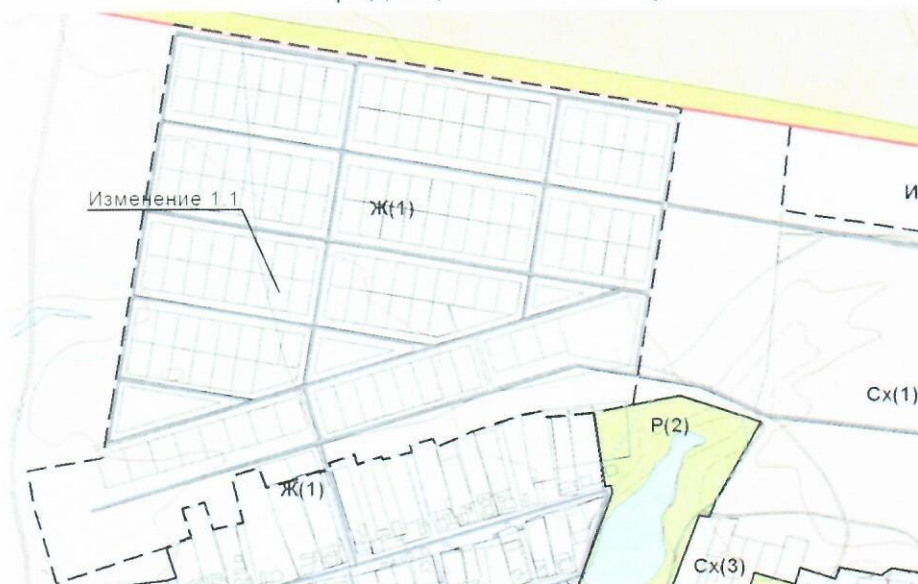 Изменение 1.1
Ж(1)
И
Сх(1)
Р(2)
Ж(1)
Сх(3)